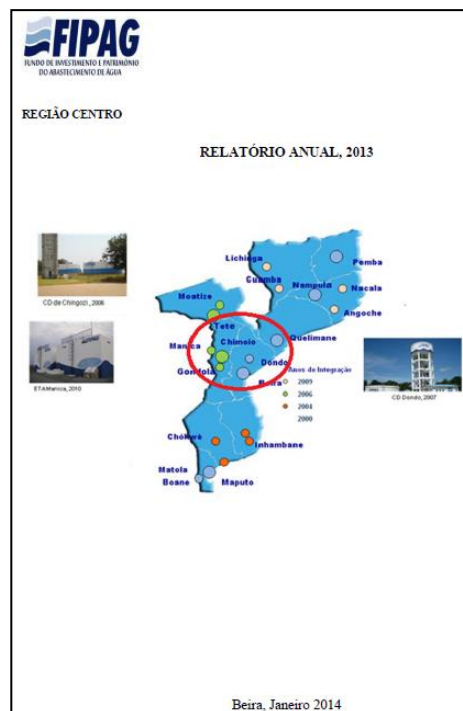 FIPAG
FUNDO DE INVESTIMENTO E PATRIMÓNIO
DO ABASTECIMENTO DE ÁGUA
REGIÃO CENTRO
RELATÓRIO ANUAL, 2013
CD de Chingozi, 2006
ETA Manica, 2010
Lichinga
Pemba
Cuamba
Nampula
Nacala
Angoche
Moatize
Tete
Quelimane
Manica
Chimoio
Dondo
Gondola
Beira
Anos de Integração
2009
2006
2004
2000
CD Dondo, 2007
Chókwè
Inhambane
Matola
Boane
Maputo
Beira, Janeiro 2014